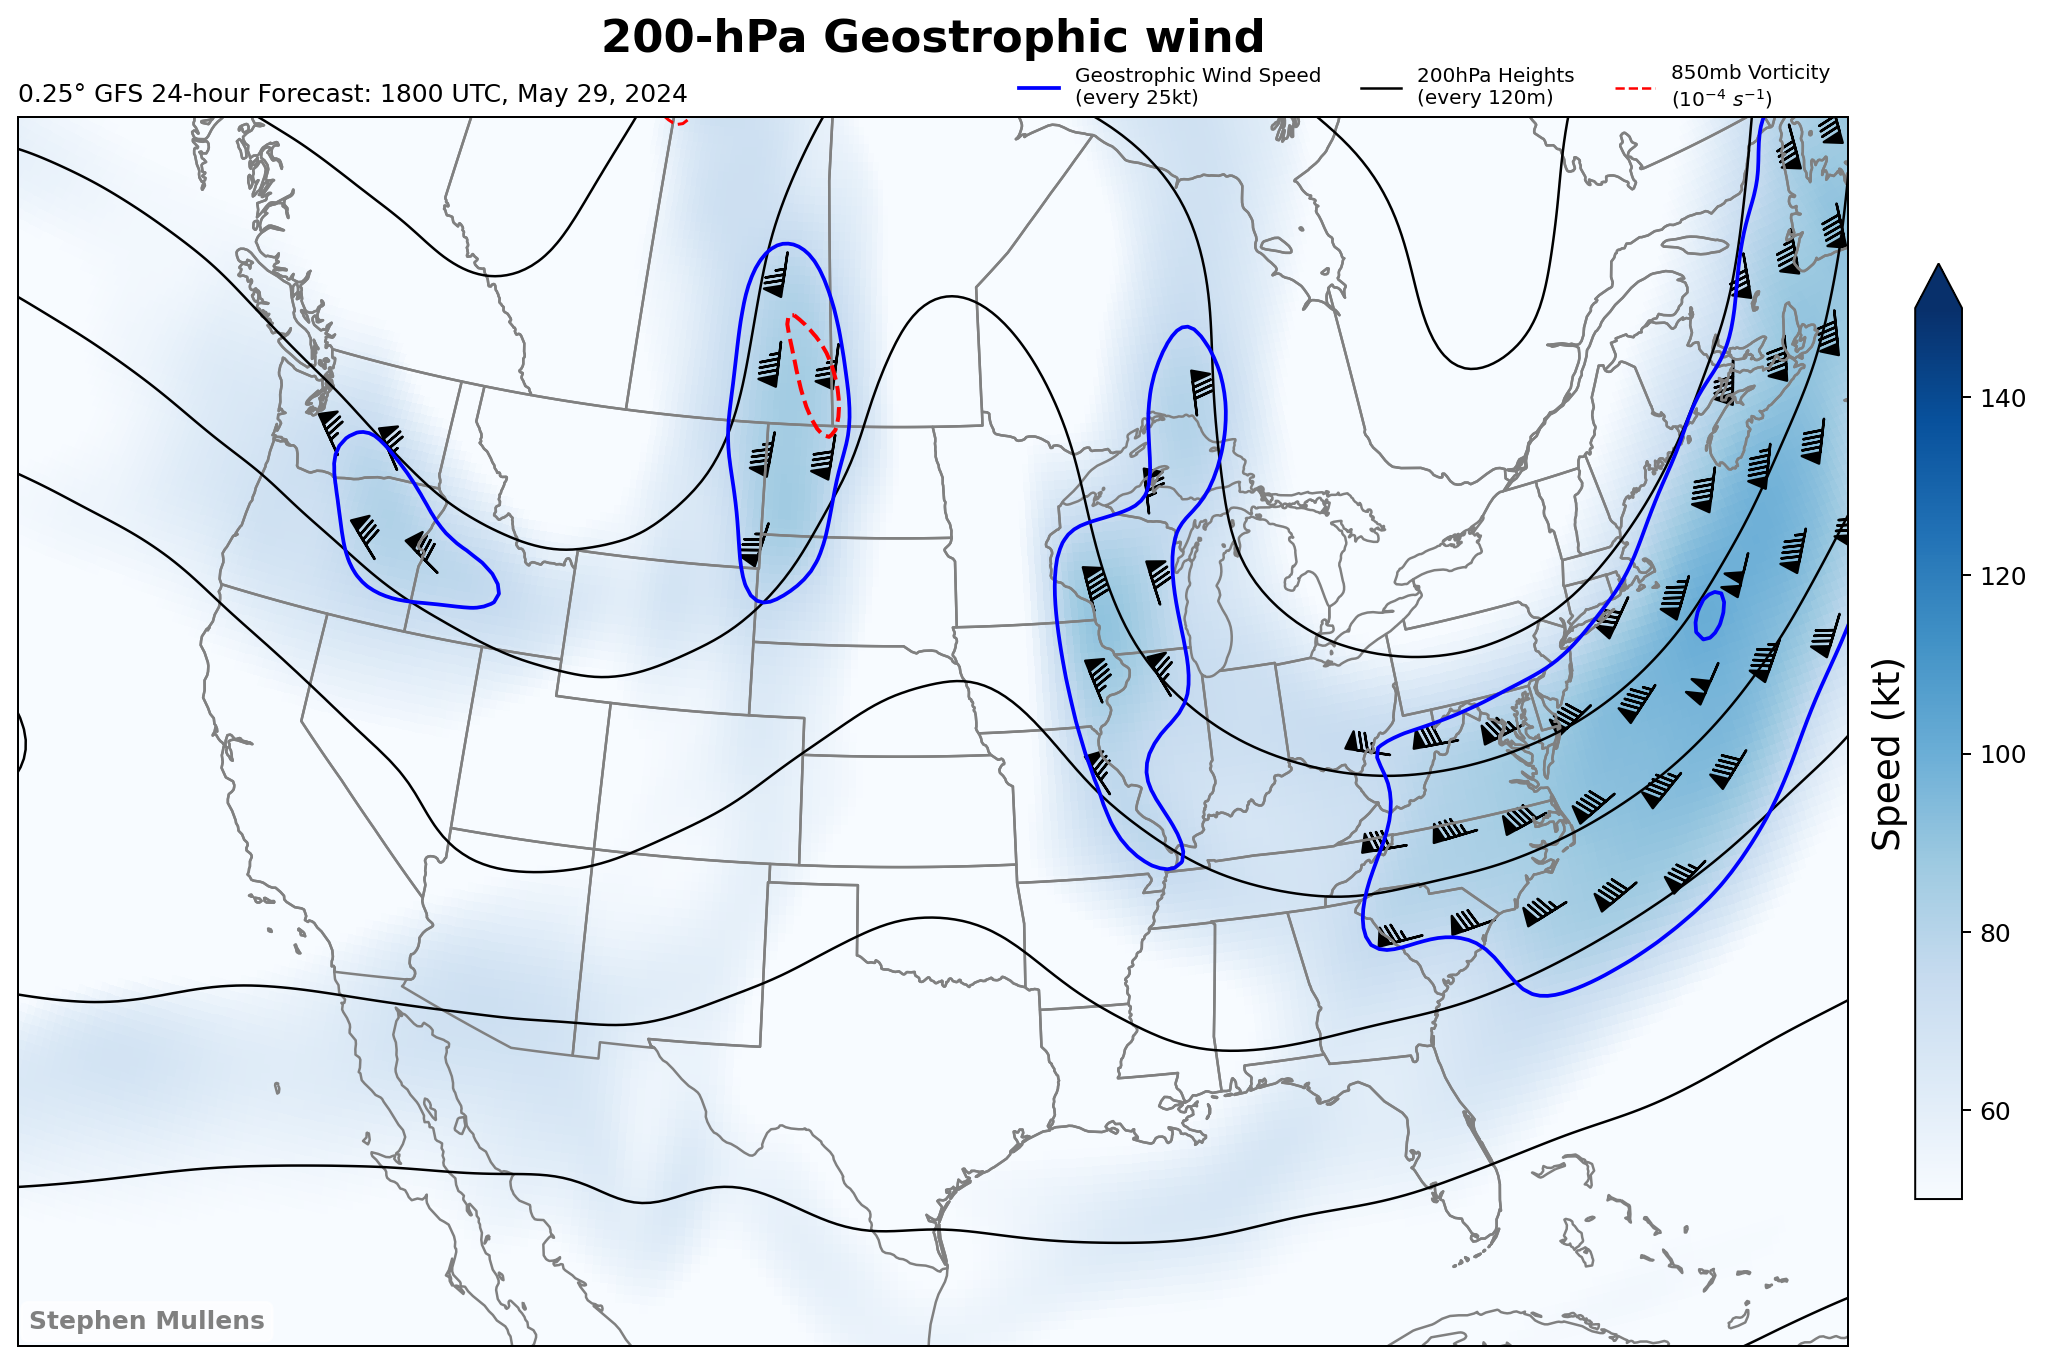 200-hPa Geostrophic wind
0.25° GFS 24-hour Forecast: 1800 UTC, May 29, 2024
Geostrophic Wind Speed
(every 25kt)
200hPa Heights
(every 120m)
850mb Vorticity
(10⁻⁴ s⁻¹)
140
120
100
80
60
Speed (kt)
Stephen Mullens